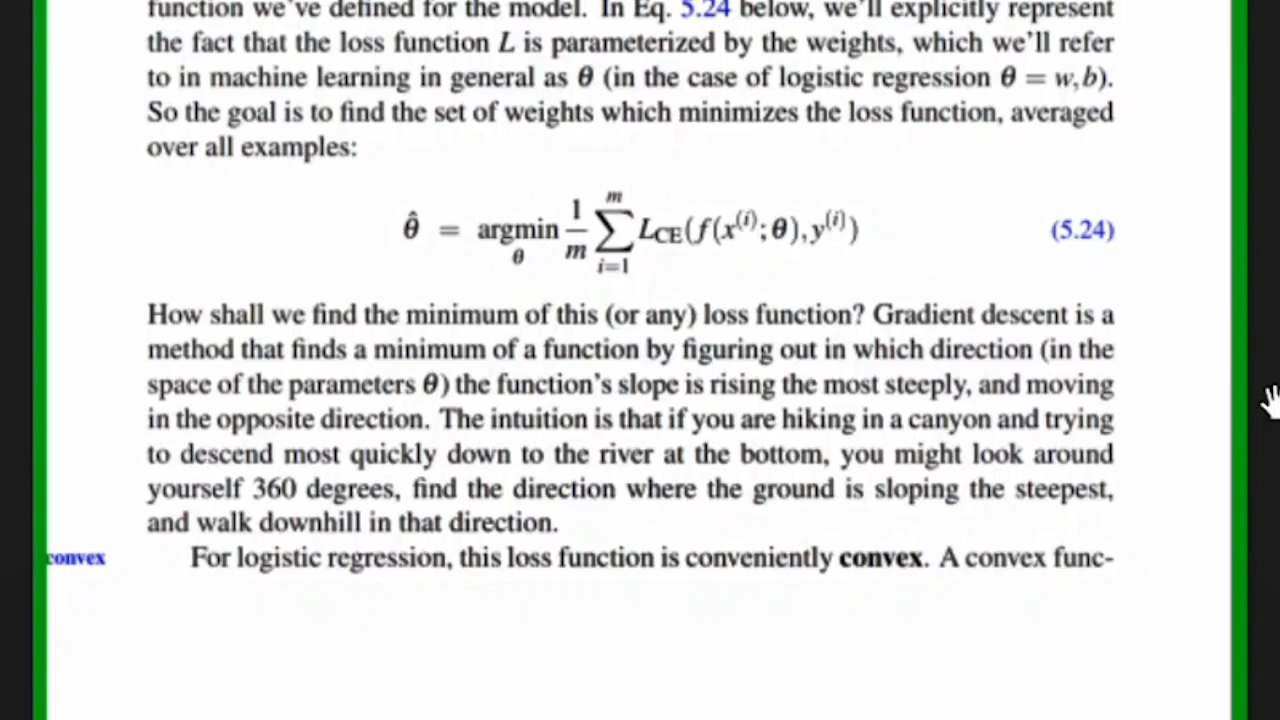 function we've defined for the model. In Eq. 5.24 below, we'll explicitly represent
the fact that the loss function L is parameterized by the weights, which we'll refer
to in machine learning in general as θ (in the case of logistic regression θ = w,b).
So the goal is to find the set of weights which minimizes the loss function, averaged
over all examples:
θ̂ = argmin_θ 1/m ∑_{i=1}^{m} L_CE(f(x^(i);θ),y^(i)) (5.24)
How shall we find the minimum of this (or any) loss function? Gradient descent is a
method that finds a minimum of a function by figuring out in which direction (in the
space of the parameters θ) the function's slope is rising the most steeply, and moving
in the opposite direction. The intuition is that if you are hiking in a canyon and trying
to descend most quickly down to the river at the bottom, you might look around
yourself 360 degrees, find the direction where the ground is sloping the steepest,
and walk downhill in that direction.
convex For logistic regression, this loss function is conveniently convex. A convex func-